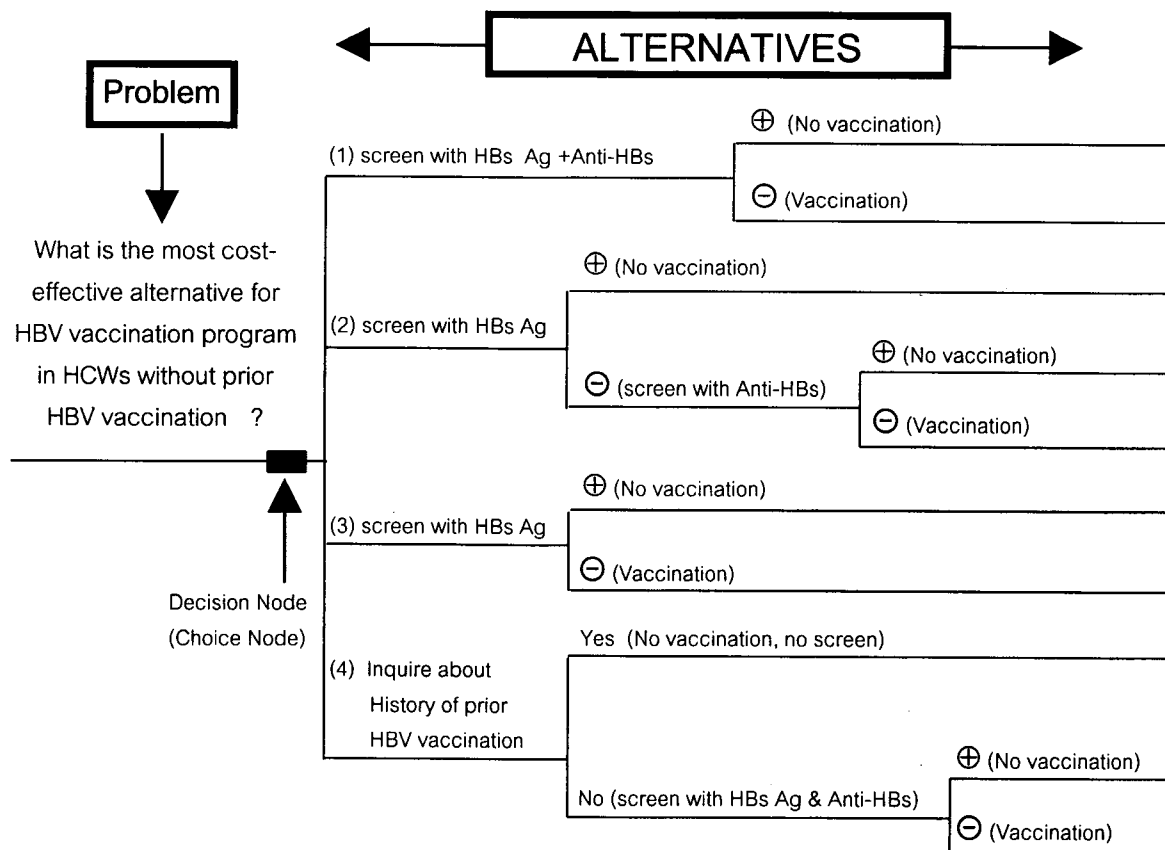 ALTERNATIVES
Problem
What is the most cost-
effective alternative for
HBV vaccination program
in HCWs without prior
HBV vaccination ?
Decision Node
(Choice Node)
(1) screen with HBs Ag +Anti-HBs
⊕ (No vaccination)
⊖ (Vaccination)
(2) screen with HBs Ag
⊕ (No vaccination)
⊖ (screen with Anti-HBs)
⊕ (No vaccination)
⊖ (Vaccination)
(3) screen with HBs Ag
⊕ (No vaccination)
⊖ (Vaccination)
(4) Inquire about
History of prior
HBV vaccination
Yes (No vaccination, no screen)
No (screen with HBs Ag & Anti-HBs)
⊕ (No vaccination)
⊖ (Vaccination)